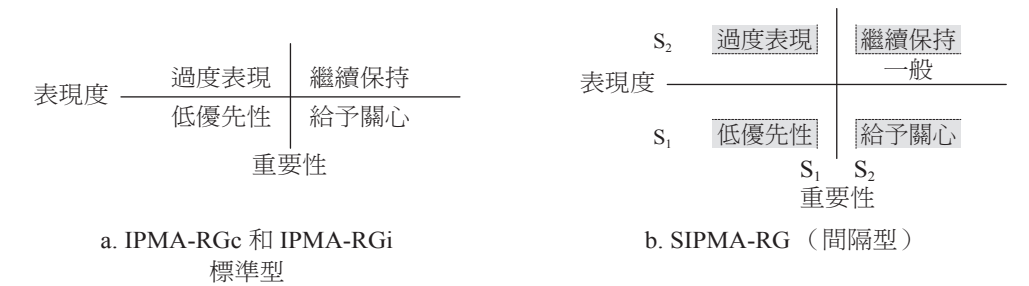 過度表現 繼續保持
表現度
低優先性 給予關心
重要性
a. IPMA-RGc 和 IPMA-RGi
標準型
S₂ 過度表現 繼續保持
一般
表現度
S₁ 低優先性 給予關心
S₁ S₂
重要性
b. SIPMA-RG （間隔型）